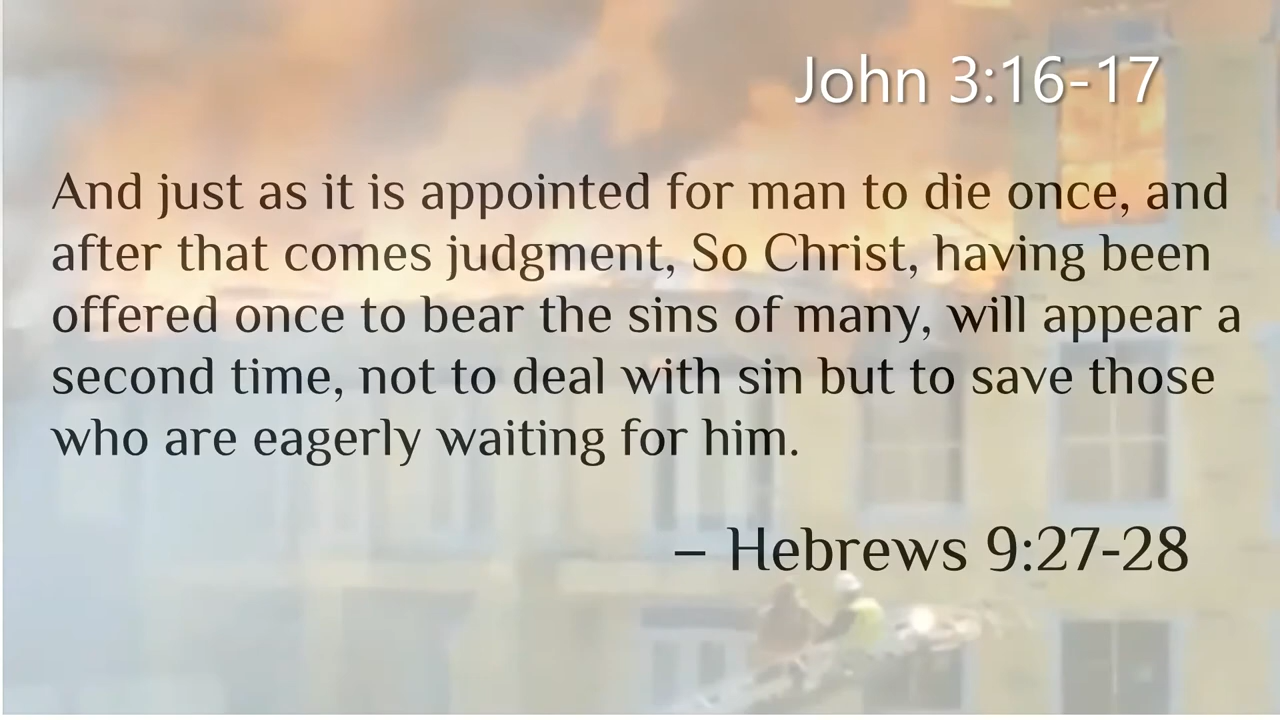 John 3:16-17
And just as it is appointed for man to die once, and
after that comes judgment, So Christ, having been
offered once to bear the sins of many, will appear a
second time, not to deal with sin but to save those
who are eagerly waiting for him.
– Hebrews 9:27-28